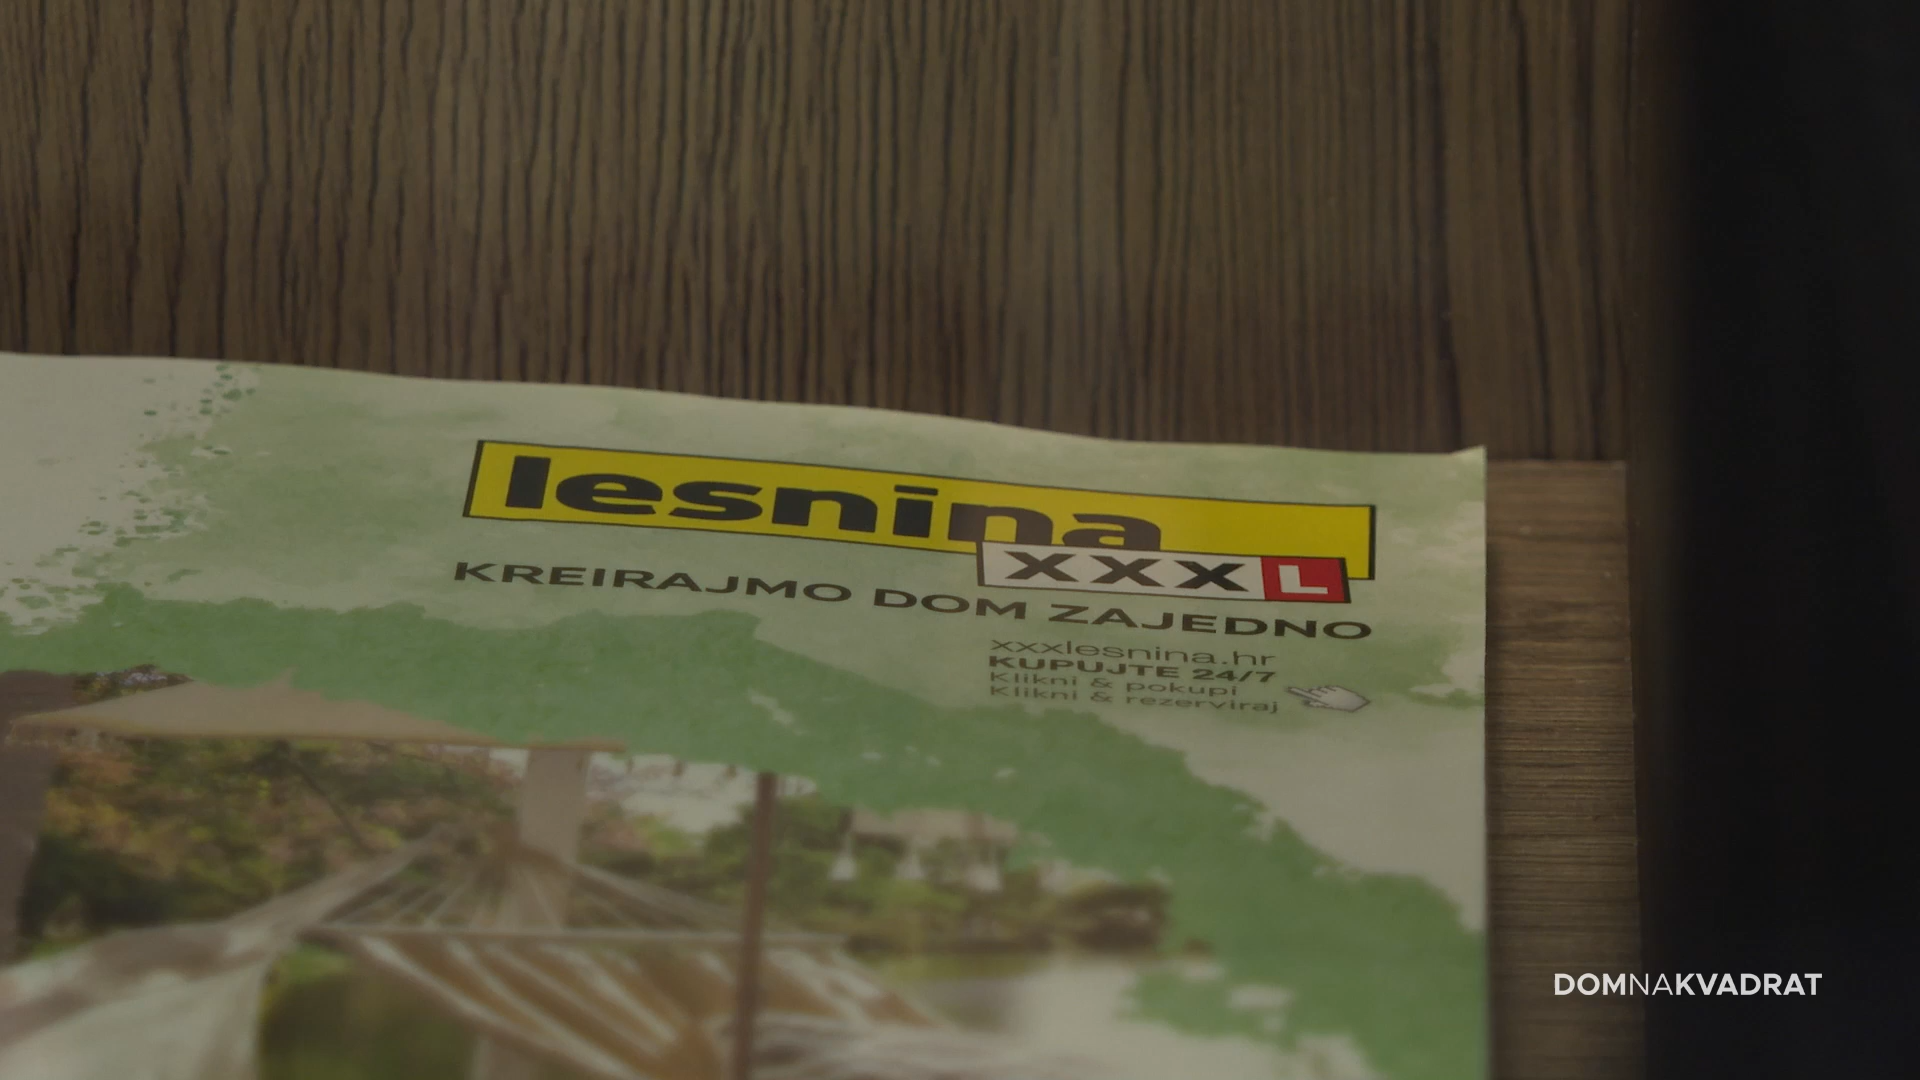 lesnina
XXXL
KREIRAJMO DOM ZAJEDNO
xxxlesnina.hr
KUPUJTE 24/7
Klikni & pokupi
Klikni & rezerviraj
DOMNAKVADRAT